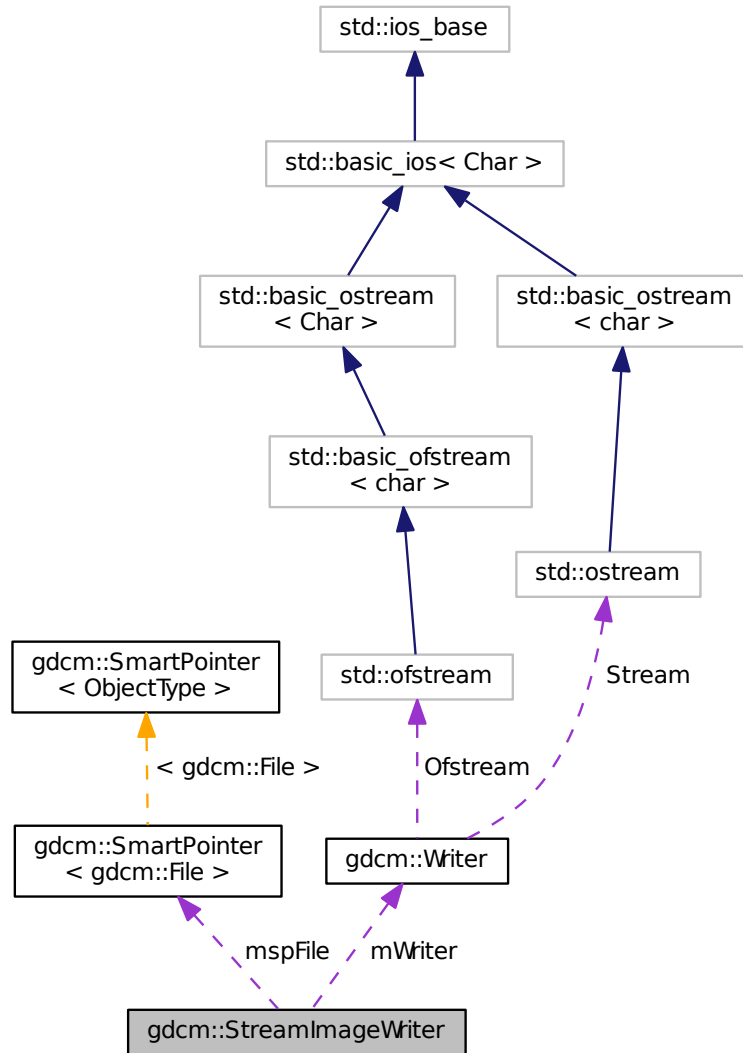 std::ios_base
std::basic_ios< Char >
std::basic_ostream
< Char >
std::basic_ostream
< char >
std::basic_ofstream
< char >
std::ostream
gdcm::SmartPointer
< ObjectType >
std::ofstream
Stream
< gdcm::File >
Ofstream
gdcm::SmartPointer
< gdcm::File >
gdcm::Writer
mspFile
mWriter
gdcm::StreamImageWriter